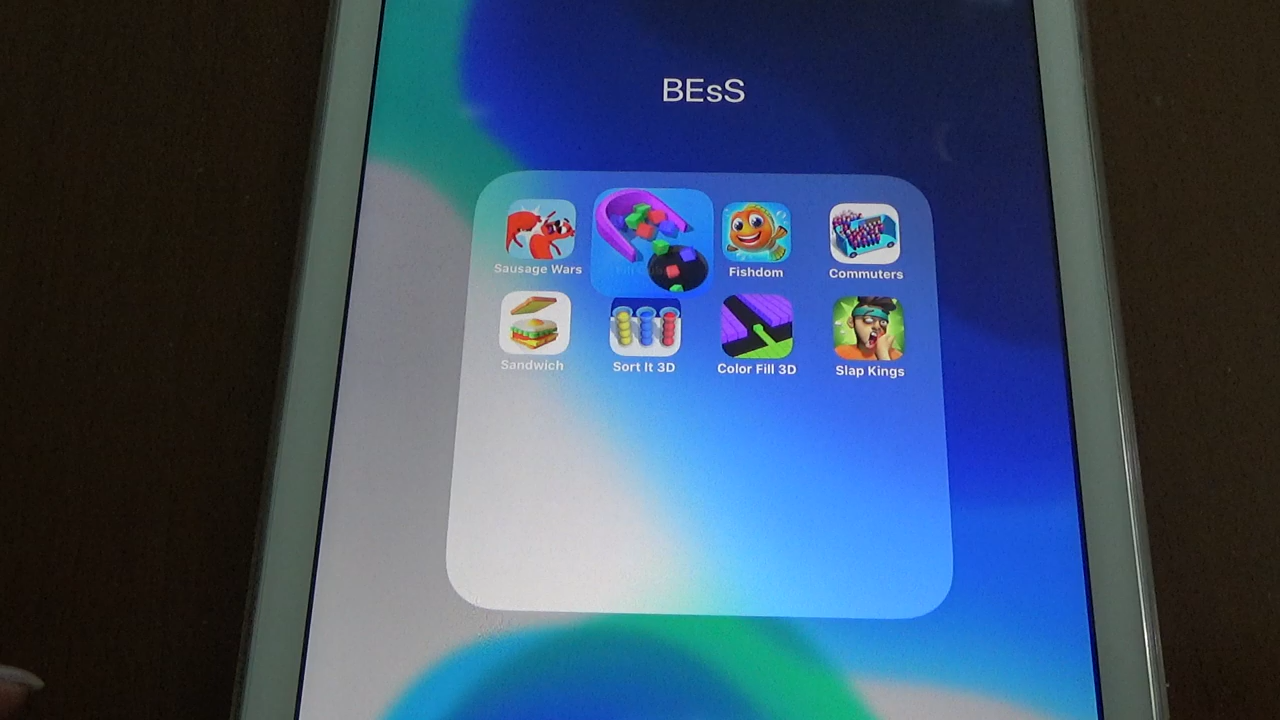 BEsS
Sausage Wars
Fishdom
Commuters
Sandwich
Sort It 3D
Color Fill 3D
Slap Kings